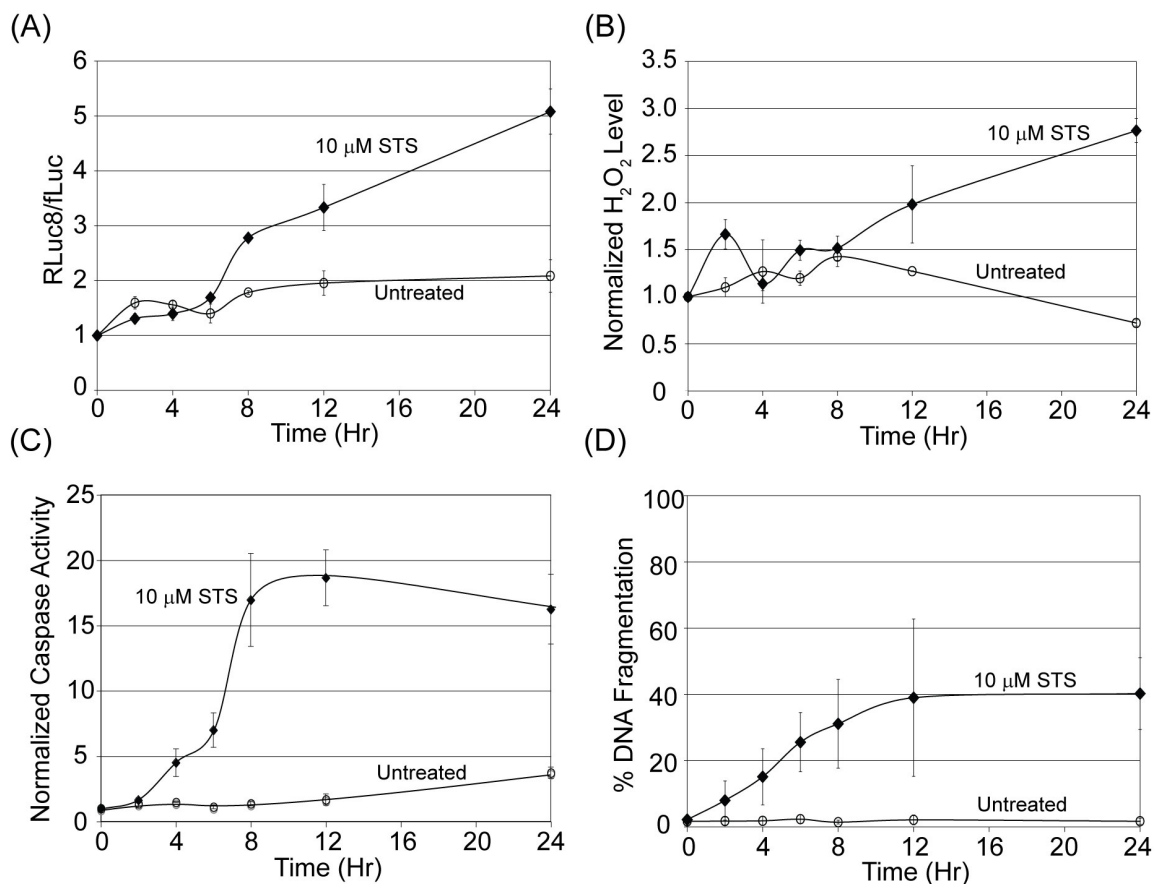 (A)
RLuc8/fLuc
6
5
4
3
2
1
0
10 μM STS
Untreated
0 4 8 12 16 20 24
Time (Hr)
(B)
Normalized H₂O₂ Level
3.5
3.0
2.5
2.0
1.5
1.0
0.5
0
10 μM STS
Untreated
0 4 8 12 16 20 24
Time (Hr)
(C)
Normalized Caspase Activity
25
20
15
10
5
0
10 μM STS
Untreated
0 4 8 12 16 20 24
Time (Hr)
(D)
% DNA Fragmentation
100
80
60
40
20
0
10 μM STS
Untreated
0 4 8 12 16 20 24
Time (Hr)